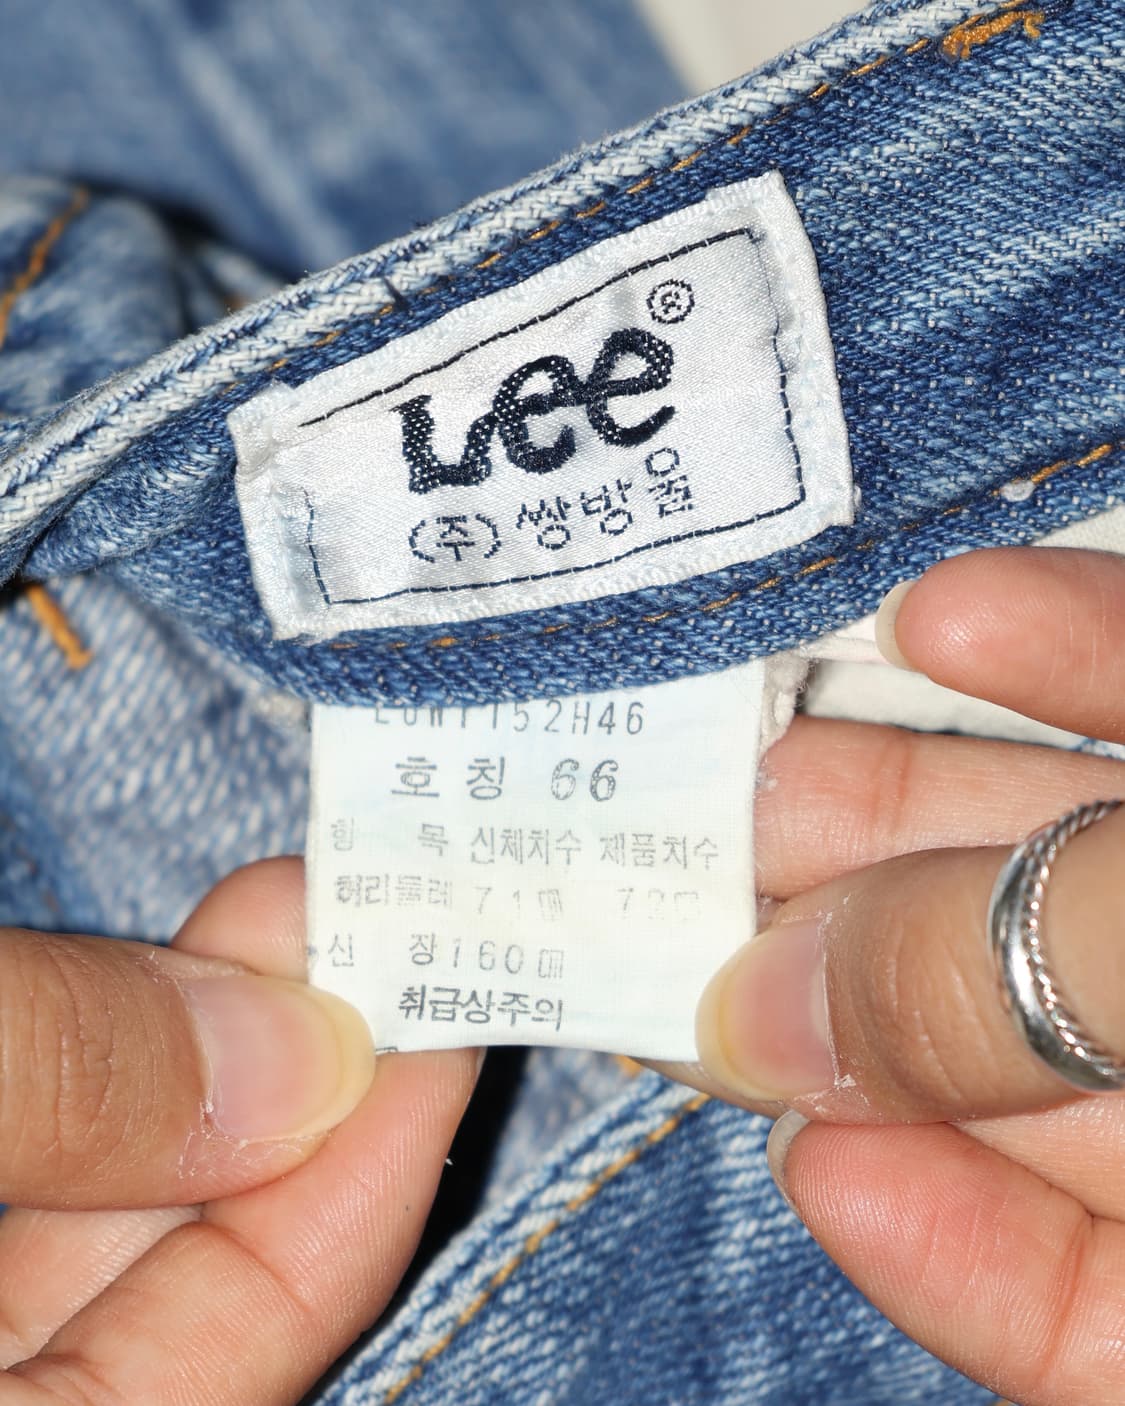 Lee®
(주) 쌍방울
52H46
호칭 66
항 목 신체치수 제품치수
허리둘레 71㎝
신 장 160㎝
취급상주의